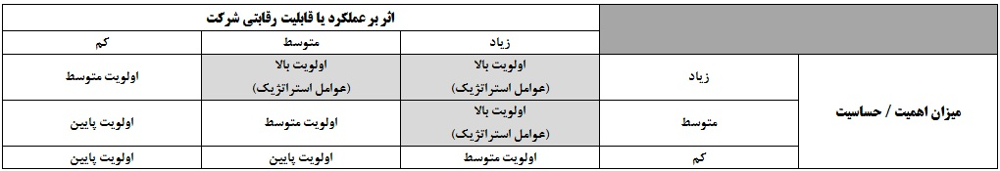 اثر بر عملکرد یا قابلیت رقابتی شرکت
زیاد
متوسط
کم
میزان اهمیت / حساسیت
زیاد
اولویت بالا
(عوامل استراتژیک)
اولویت بالا
(عوامل استراتژیک)
اولویت متوسط
متوسط
اولویت بالا
(عوامل استراتژیک)
اولویت متوسط
اولویت پایین
کم
اولویت متوسط
اولویت پایین
اولویت پایین